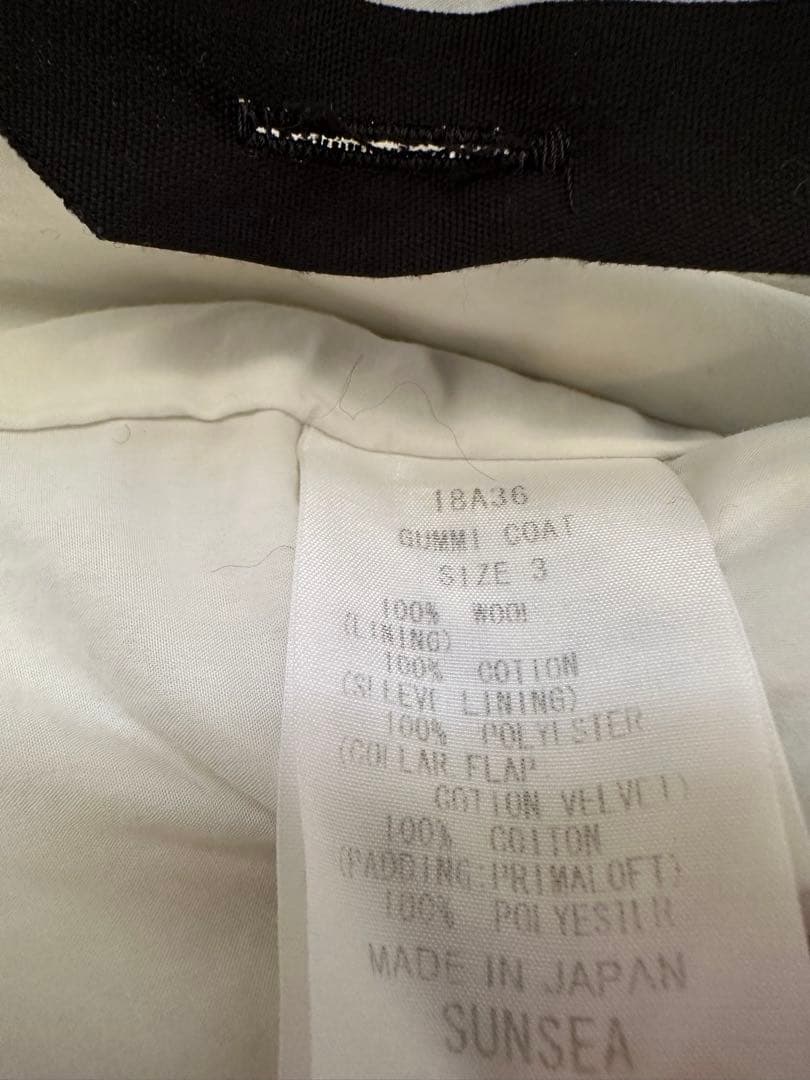 18A36
GUMMI COAT
SIZE 3
100% WOOL
(LINING)
100% COTTON
(SLEEVE LINING)
100% POLYESTER
(COLLAR FLAP.
COTTON VELVET)
100% COTTON
(PADDING:PRIMALOFT)
100% POLYESTER
MADE IN JAPAN
SUNSEA